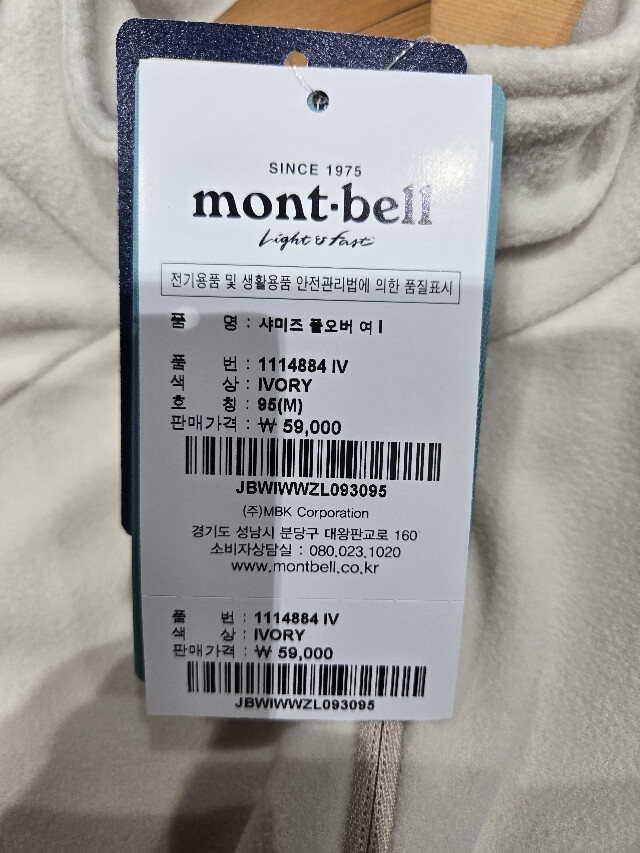 SINCE 1975
mont-bell
Light & Fast
전기용품 및 생활용품 안전관리법에 의한 품질표시
품 명 : 샤미즈 풀오버 여 I
품 번 : 1114884 IV
색 상 : IVORY
호 칭 : 95(M)
판매가격 : ₩ 59,000
JBWIWWZL093095
(주)MBK Corporation
경기도 성남시 분당구 대왕판교로 160
소비자상담실 : 080.023.1020
www.montbell.co.kr
품 번 : 1114884 IV
색 상 : IVORY
판매가격 : ₩ 59,000
JBWIWWZL093095